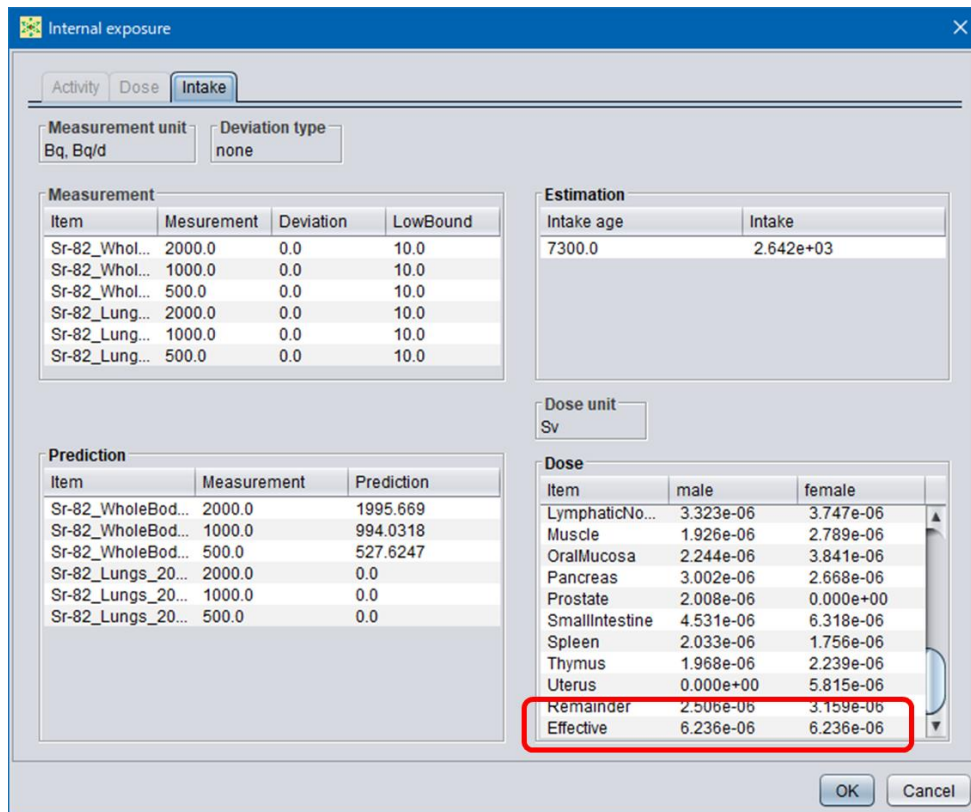 Internal exposure
Activity Dose Intake
Measurement unit Deviation type
Bq, Bq/d none
Measurement
Item Mesurement Deviation LowBound
Sr-82_Whol... 2000.0 0.0 10.0
Sr-82_Whol... 1000.0 0.0 10.0
Sr-82_Whol... 500.0 0.0 10.0
Sr-82_Lung... 2000.0 0.0 10.0
Sr-82_Lung... 1000.0 0.0 10.0
Sr-82_Lung... 500.0 0.0 10.0
Estimation
Intake age Intake
7300.0 2.642e+03
Dose unit
Sv
Prediction
Item Measurement Prediction
Sr-82_WholeBod... 2000.0 1995.669
Sr-82_WholeBod... 1000.0 994.0318
Sr-82_WholeBod... 500.0 527.6247
Sr-82_Lungs_20... 2000.0 0.0
Sr-82_Lungs_20... 1000.0 0.0
Sr-82_Lungs_20... 500.0 0.0
Dose
Item male female
LymphaticNo... 3.323e-06 3.747e-06
Muscle 1.926e-06 2.789e-06
OralMucosa 2.244e-06 3.841e-06
Pancreas 3.002e-06 2.668e-06
Prostate 2.008e-06 0.000e+00
SmallIntestine 4.531e-06 6.318e-06
Spleen 2.033e-06 1.756e-06
Thymus 1.968e-06 2.239e-06
Uterus 0.000e+00 5.815e-06
Remainder 2.506e-06 3.159e-06
Effective 6.236e-06 6.236e-06
OK Cancel